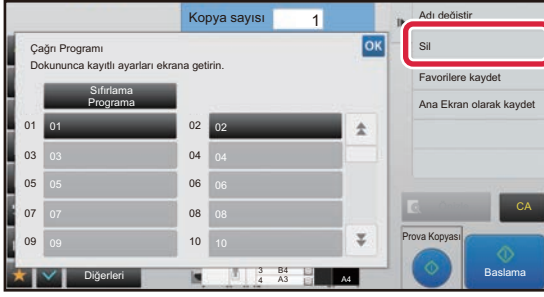 Kopya sayısı 1
Adı değiştir
Çağrı Programı
OK
Sil
Dokununca kayıtlı ayarları ekrana getirin.
Favorilere kaydet
Sıfırlama
Programa
Ana Ekran olarak kaydet
01 01 02 02
03 03 04 04
05 05 06 06
07 07 08 08
CA
09 09 10 10
Prova Kopyası
Diğerleri
3 B4
4 A3
A4
Başlama